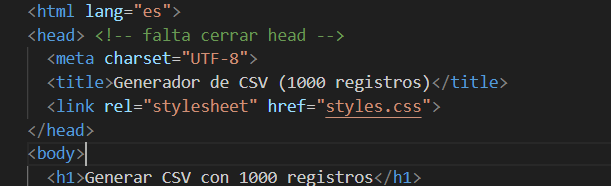 <html lang="es">
<head> <!-- falta cerrar head -->
<meta charset="UTF-8">
<title>Generador de CSV (1000 registros)</title>
<link rel="stylesheet" href="styles.css">
</head>
<body>
<h1>Generar CSV con 1000 registros</h1>